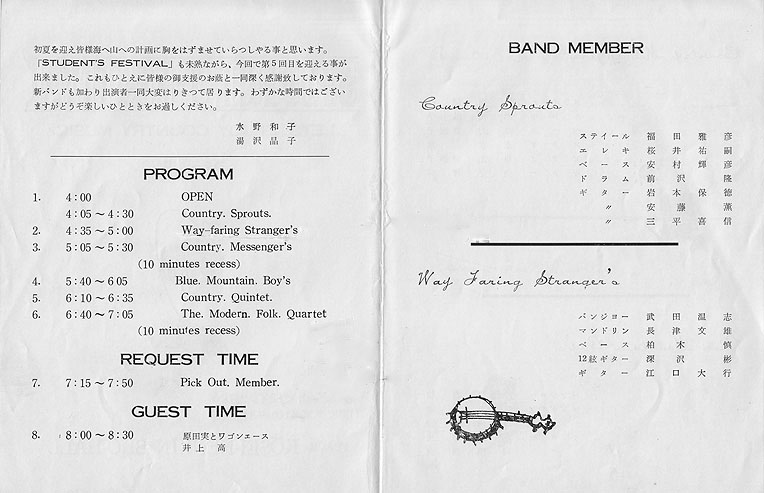 初夏を迎え皆様海へ山への計画に胸をはずませていらつしやる事と思います。
「STUDENT'S FESTIVAL」も未熟ながら、今回で第5回目を迎える事が
出来ました。これもひとえに皆様の御支援のお蔭と一同深く感謝致しております。
新バンドも加わり出演者一同大変はりきつて居ります。わずかな時間ではござい
ますがどうぞ楽しいひとときをお過しください。
水野和子
湯沢晶子
PROGRAM
1. 4:00 OPEN
4:05～4:30 Country. Sprouts.
2. 4:35～5:00 Way-faring Stranger's
3. 5:05～5:30 Country. Messenger's
(10 minutes recess)
4. 5:40～6 05 Blue. Mountain. Boy's
5. 6:10～6:35 Country. Quintet.
6. 6:40～7:05 The. Modern. Folk. Quartet
(10 minutes recess)
REQUEST TIME
7. 7:15～7:50 Pick Out. Member.
GUEST TIME
8. 8:00～8:30 原田実とワゴンエース
井上 高
BAND MEMBER
Country Sprouts
スティール 福田雅彦
エレキ 桜井祐嗣
ベース 安村輝彦
ドラム 前沢隆
ギター 岩木保徳
〃 安藤薫
〃 三平喜信
Way Faring Stranger's
バンジョー 武田温志
マンドリン 長津文雄
ベース 柏木慎
12絃ギター 深沢彬
ギター 江口大行